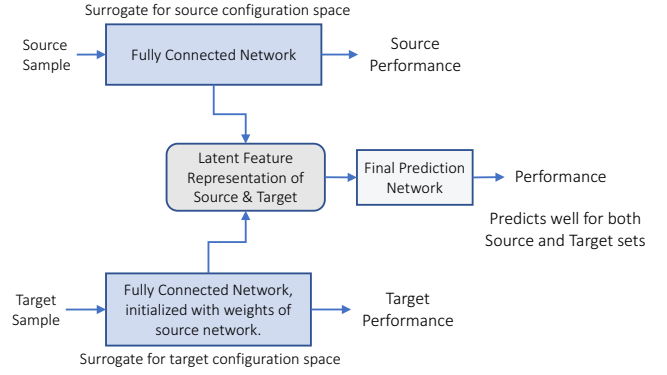 Surrogate for source configuration space
Source
Sample
Fully Connected Network
Source
Performance
Latent Feature
Representation of
Source & Target
Final Prediction
Network
Performance
Predicts well for both
Source and Target sets
Target
Sample
Fully Connected Network,
initialized with weights of
source network.
Target
Performance
Surrogate for target configuration space